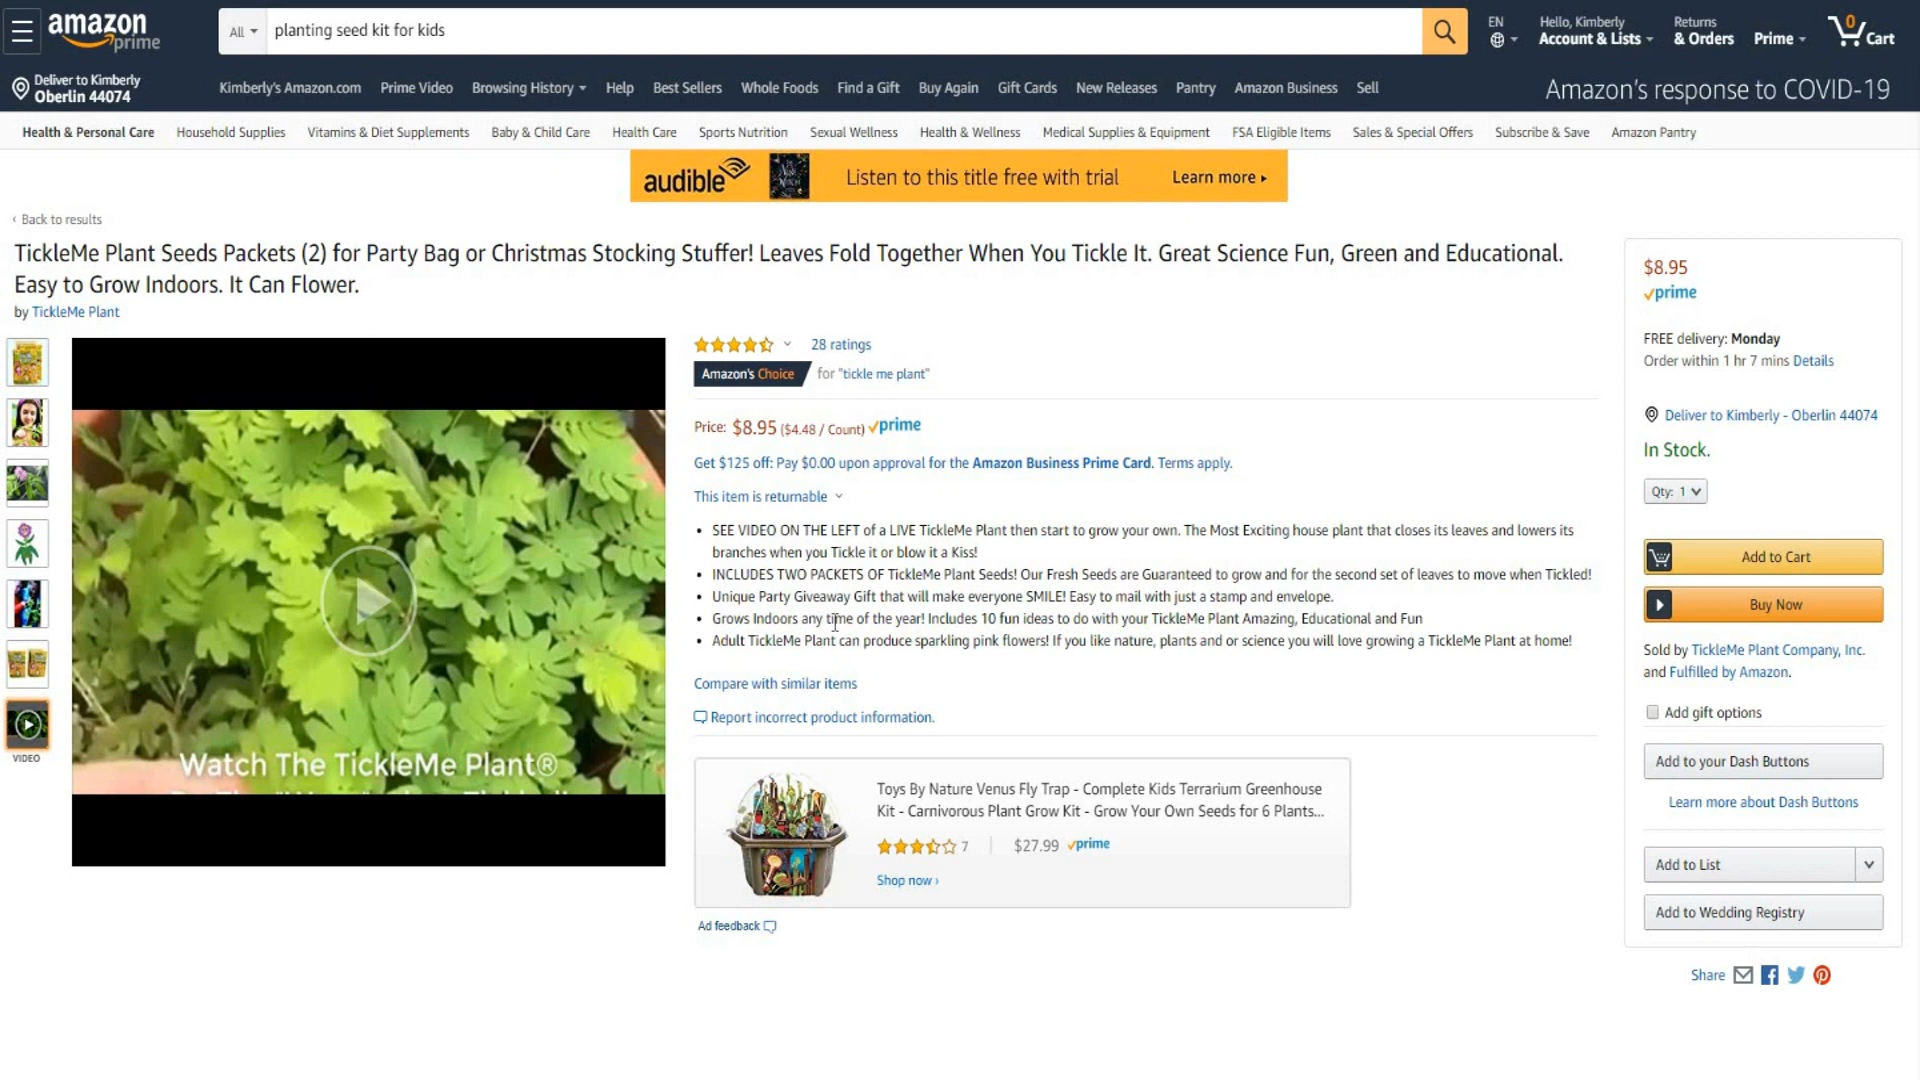 amazon
prime
All
planting seed kit for kids
EN
Hello, Kimberly
Account & Lists
Returns
& Orders
Prime
0
Cart
Deliver to Kimberly
Oberlin 44074
Kimberly's Amazon.com
Prime Video
Browsing History
Help
Best Sellers
Whole Foods
Find a Gift
Buy Again
Gift Cards
New Releases
Pantry
Amazon Business
Sell
Amazon's response to COVID-19
Health & Personal Care
Household Supplies
Vitamins & Diet Supplements
Baby & Child Care
Health Care
Sports Nutrition
Sexual Wellness
Health & Wellness
Medical Supplies & Equipment
FSA Eligible Items
Sales & Special Offers
Subscribe & Save
Amazon Pantry
audible
Listen to this title free with trial
Learn more ▸
‹ Back to results
TickleMe Plant Seeds Packets (2) for Party Bag or Christmas Stocking Stuffer! Leaves Fold Together When You Tickle It. Great Science Fun, Green and Educational.
Easy to Grow Indoors. It Can Flower.
by TickleMe Plant
VIDEO
Watch The TickleMe Plant®
28 ratings
Amazon's Choice for "tickle me plant"
Price: $8.95 ($4.48 / Count) prime
Get $125 off: Pay $0.00 upon approval for the Amazon Business Prime Card. Terms apply.
This item is returnable
• SEE VIDEO ON THE LEFT of a LIVE TickleMe Plant then start to grow your own. The Most Exciting house plant that closes its leaves and lowers its
branches when you Tickle it or blow it a Kiss!
• INCLUDES TWO PACKETS OF TickleMe Plant Seeds! Our Fresh Seeds are Guaranteed to grow and for the second set of leaves to move when Tickled!
• Unique Party Giveaway Gift that will make everyone SMILE! Easy to mail with just a stamp and envelope.
• Grows Indoors any time of the year! Includes 10 fun ideas to do with your TickleMe Plant Amazing, Educational and Fun
• Adult TickleMe Plant can produce sparkling pink flowers! If you like nature, plants and or science you will love growing a TickleMe Plant at home!
Compare with similar items
Report incorrect product information.
Toys By Nature Venus Fly Trap - Complete Kids Terrarium Greenhouse
Kit - Carnivorous Plant Grow Kit - Grow Your Own Seeds for 6 Plants...
7
$27.99 prime
Shop now ›
Ad feedback
$8.95
prime
FREE delivery: Monday
Order within 1 hr 7 mins Details
Deliver to Kimberly - Oberlin 44074
In Stock.
Qty: 1
Add to Cart
Buy Now
Sold by TickleMe Plant Company, Inc.
and Fulfilled by Amazon.
Add gift options
Add to your Dash Buttons
Learn more about Dash Buttons
Add to List
Add to Wedding Registry
Share